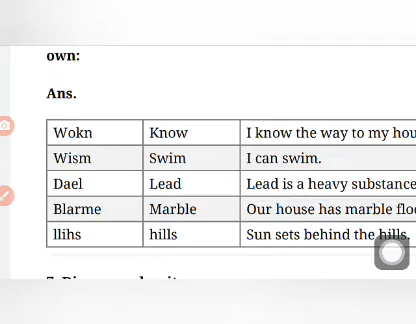 own:
Ans.
Wokn Know I know the way to my hou
Wism Swim I can swim.
Dael Lead Lead is a heavy substance
Blarme Marble Our house has marble floo
llihs hills Sun sets behind the hills.